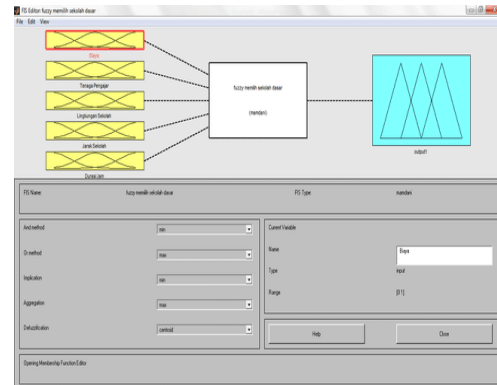 FIS Editor: fuzzy memilih sekolah dasar
File Edit View
Biaya
Tenaga Pengajar
Lingkungan Sekolah
Jarak Sekolah
Durasi Jam
fuzzy memilih sekolah dasar
(mamdani)
output1
FIS Name: fuzzy memilih sekolah dasar FIS Type: mamdani
And method min
Or method max
Implication min
Aggregation max
Defuzzification centroid
Current Variable
Name Biaya
Type input
Range [0 1]
Help Close
Opening Membership Function Editor